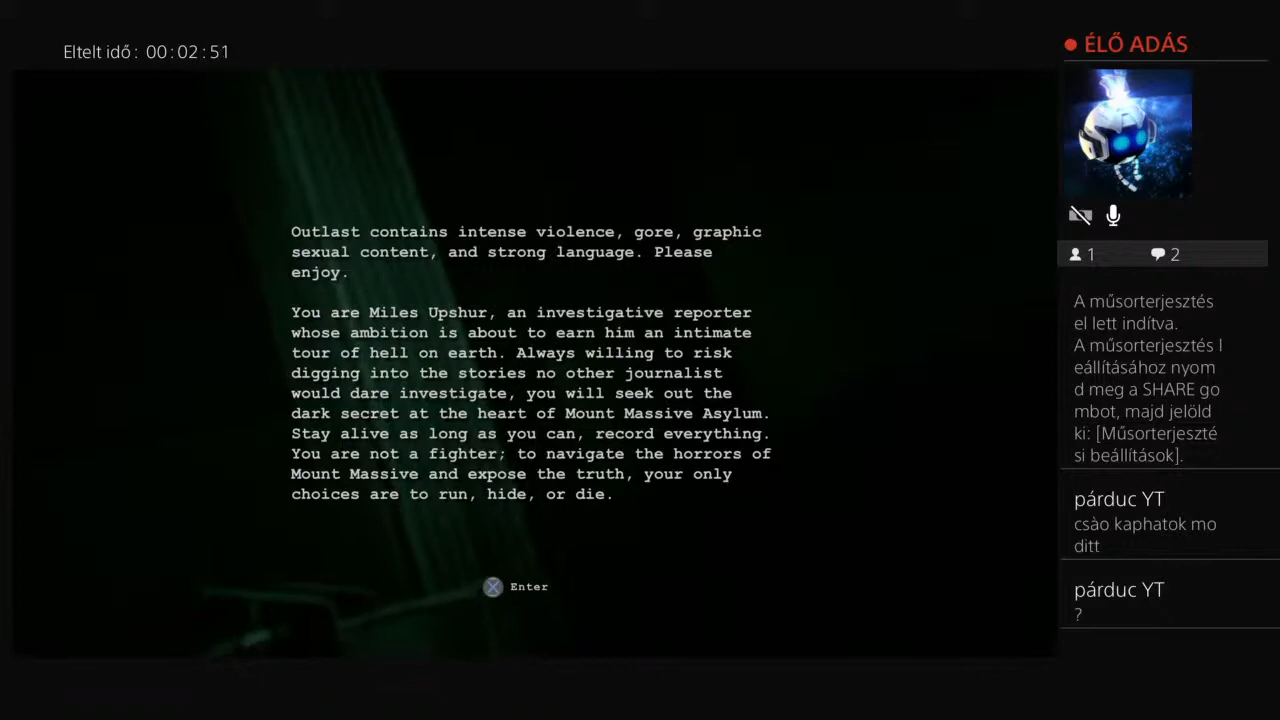 Eltelt idő: 00:02:51
Outlast contains intense violence, gore, graphic
sexual content, and strong language. Please
enjoy.
You are Miles Upshur, an investigative reporter
whose ambition is about to earn him an intimate
tour of hell on earth. Always willing to risk
digging into the stories no other journalist
would dare investigate, you will seek out the
dark secret at the heart of Mount Massive Asylum.
Stay alive as long as you can, record everything.
You are not a fighter; to navigate the horrors of
Mount Massive and expose the truth, your only
choices are to run, hide, or die.
Enter
ÉLŐ ADÁS
1
2
A műsorterjesztés
el lett indítva.
A műsorterjesztés l
eállításához nyom
d meg a SHARE go
mbot, majd jelöld
ki: [Műsorterjeszté
si beállítások].
párduc YT
csào kaphatok mo
ditt
párduc YT
?